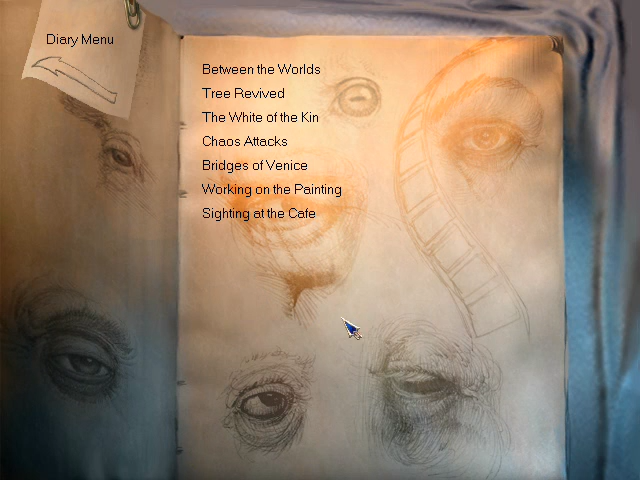 Diary Menu
Between the Worlds
Tree Revived
The White of the Kin
Chaos Attacks
Bridges of Venice
Working on the Painting
Sighting at the Cafe